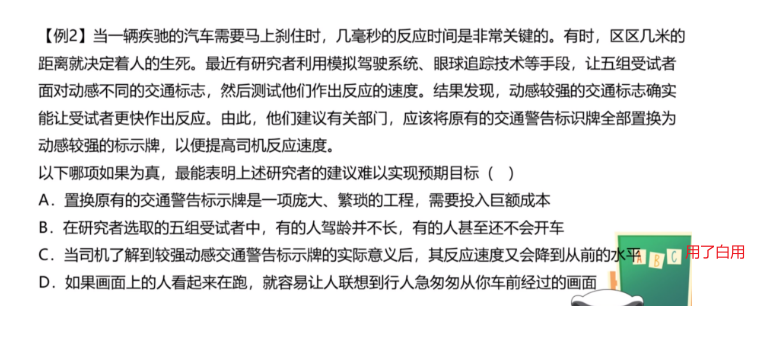 【例2】当一辆疾驰的汽车需要马上刹住时，几毫秒的反应时间是非常关键的。有时，区区几米的
距离就决定着人的生死。最近有研究者利用模拟驾驶系统、眼球追踪技术等手段，让五组受试者
面对动感不同的交通标志，然后测试他们作出反应的速度。结果发现，动感较强的交通标志确实
能让受试者更快作出反应。由此，他们建议有关部门，应该将原有的交通警告标识牌全部置换为
动感较强的标示牌，以便提高司机反应速度。
以下哪项如果为真，最能表明上述研究者的建议难以实现预期目标（ ）
A．置换原有的交通警告标示牌是一项庞大、繁琐的工程，需要投入巨额成本
B．在研究者选取的五组受试者中，有的人驾龄并不长，有的人甚至还不会开车
C．当司机了解到较强动感交通警告标示牌的实际意义后，其反应速度又会降到从前的水平
用了白用
A B C
D．如果画面上的人看起来在跑，就容易让人联想到行人急匆匆从你车前经过的画面